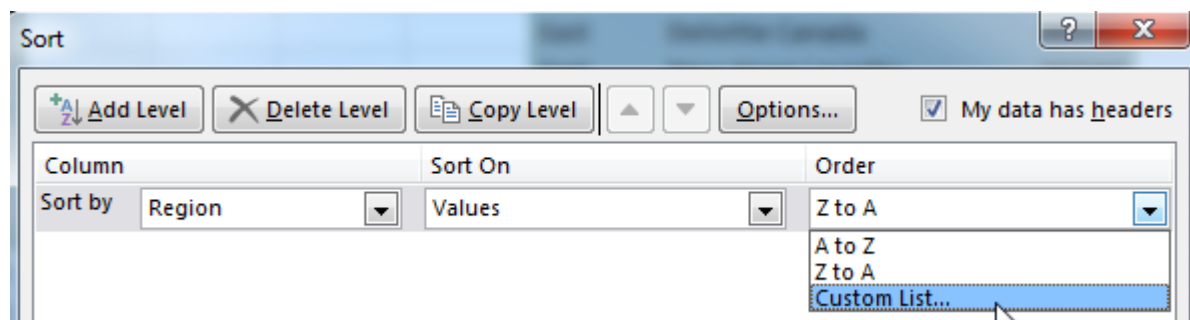 Sort
?
Add Level Delete Level Copy Level Options... My data has headers
Column Sort On Order
Sort by Region Values Z to A
A to Z
Z to A
Custom List...